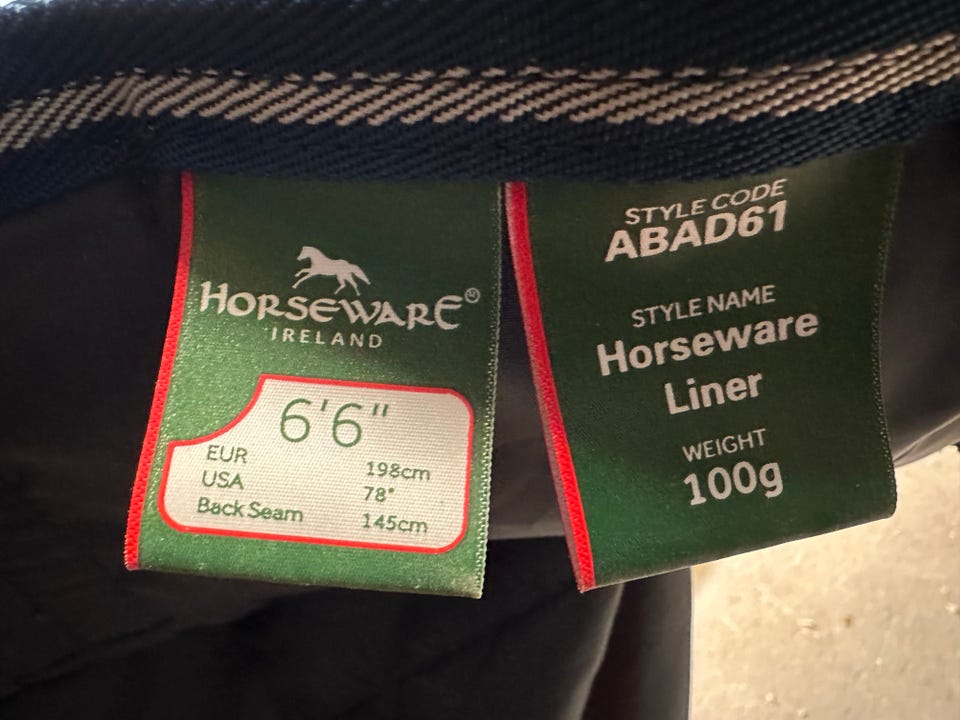 HORSEWARE®
IRELAND
6'6"
EUR 198cm
USA 78"
Back Seam 145cm
STYLE CODE
ABAD61
STYLE NAME
Horseware
Liner
WEIGHT
100g